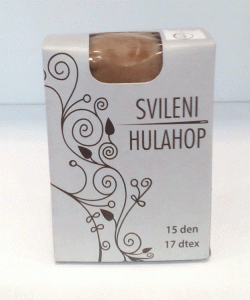 SVILENI
HULAHOP
15 den
17 dtex